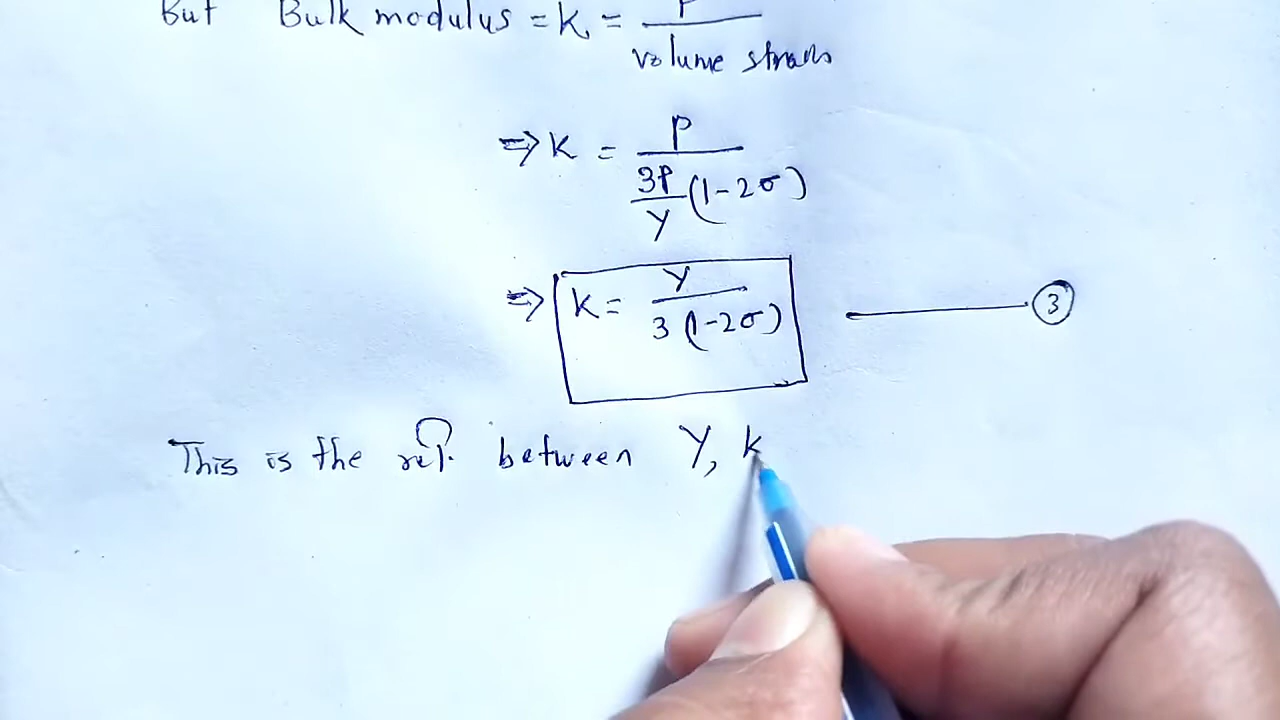 But Bulk modulus = K = P
volume strain
⇒ K = P
3P/Y (1-2σ)
⇒ K = Y
3 (1-2σ)
3
This is the rel. between Y, K